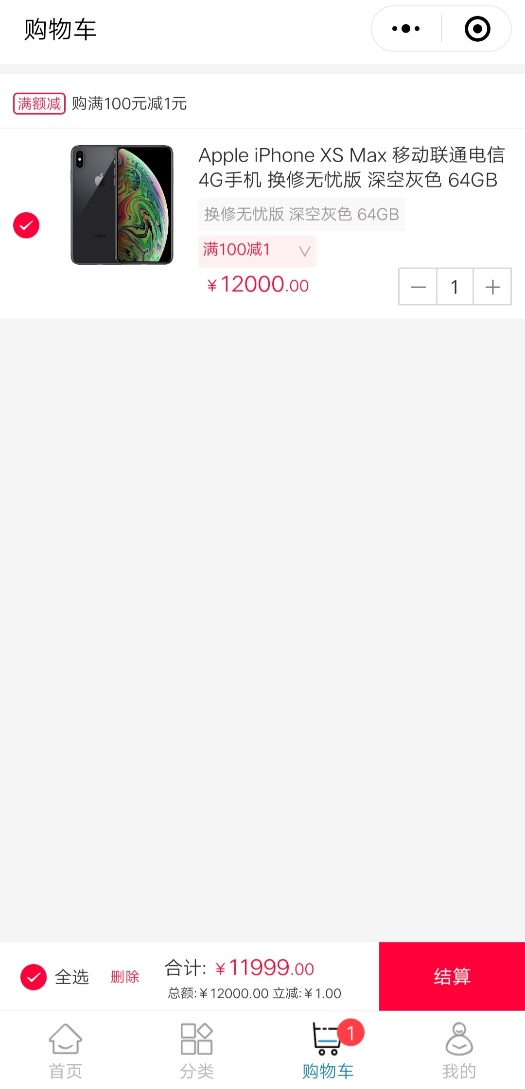 购物车
满额减 购满100元减1元
Apple iPhone XS Max 移动联通电信
4G手机 换修无忧版 深空灰色 64GB
换修无忧版 深空灰色 64GB
满100减1
￥12000.00
1
全选 删除 合计: ￥11999.00 结算
总额:￥12000.00 立减:￥1.00
1
首页 分类 购物车 我的